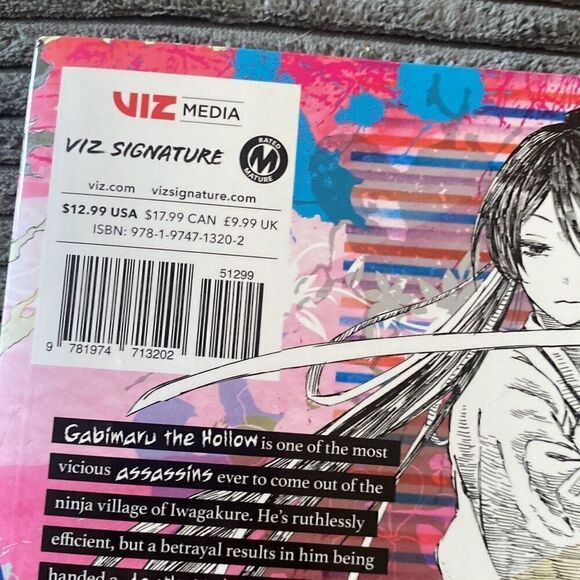 VIZ MEDIA
VIZ SIGNATURE
RATED M MATURE
viz.com vizsignature.com
$12.99 USA $17.99 CAN £9.99 UK
ISBN: 978-1-9747-1320-2
51299
9 781974 713202
Gabimaru the Hollow is one of the most
vicious assassins ever to come out of the
ninja village of Iwagakure. He's ruthlessly
efficient, but a betrayal results in him being
handed a